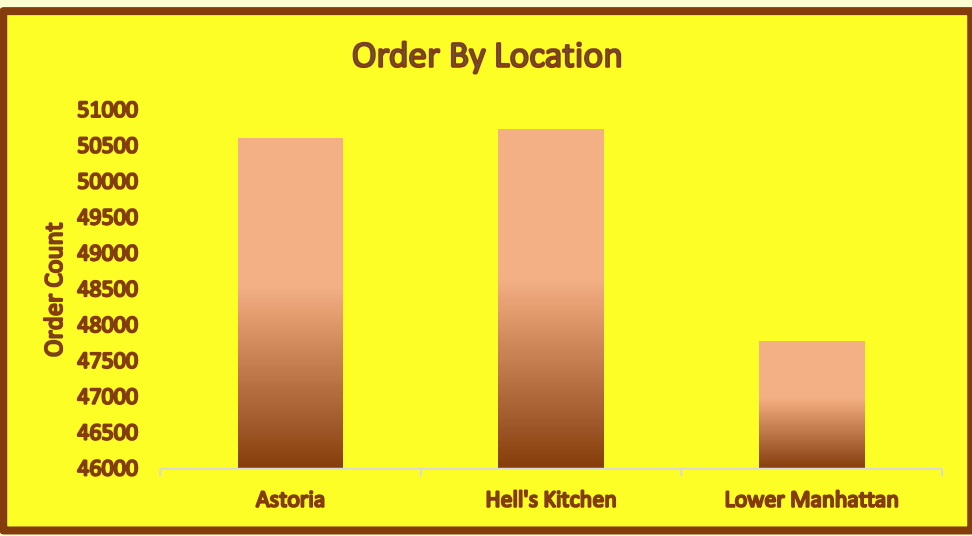 Order By Location
51000
50500
50000
49500
49000
48500
48000
47500
47000
46500
46000
Order Count
Astoria
Hell's Kitchen
Lower Manhattan